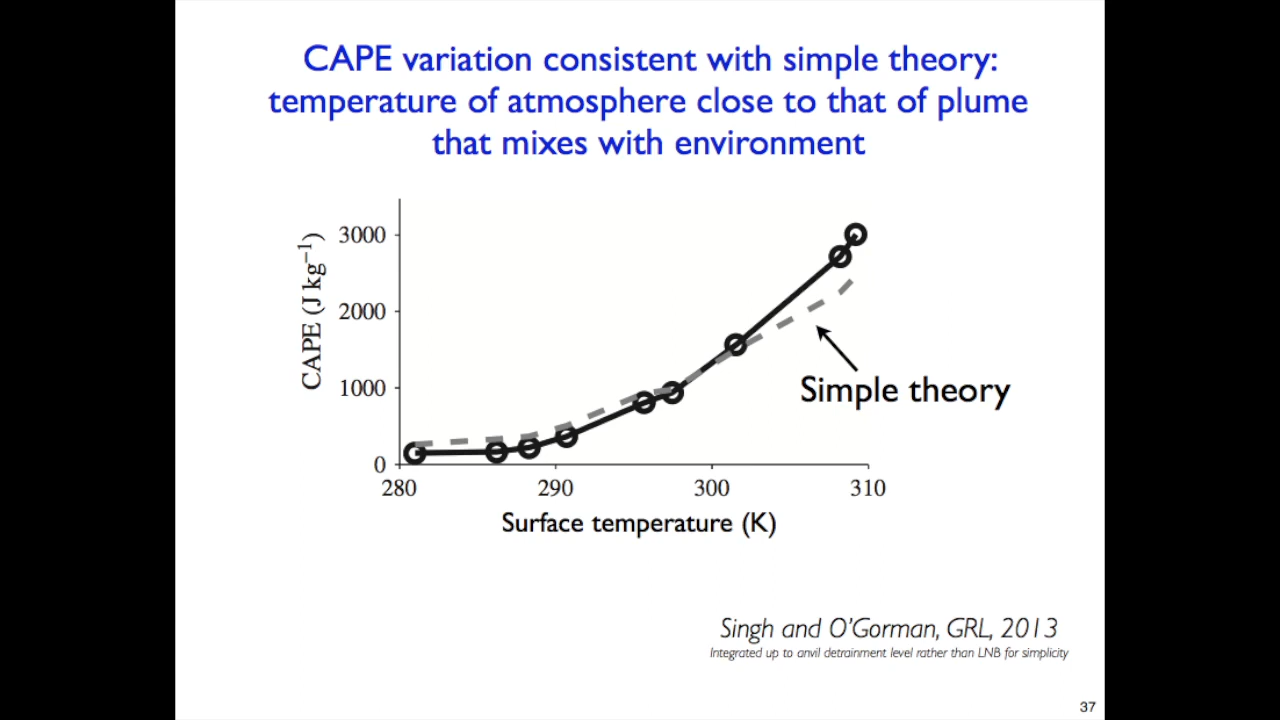 CAPE variation consistent with simple theory:
temperature of atmosphere close to that of plume
that mixes with environment
3000
2000
1000
0
CAPE (J kg⁻¹)
280
290
300
310
Surface temperature (K)
Simple theory
Singh and O'Gorman, GRL, 2013
Integrated up to anvil detrainment level rather than LNB for simplicity
37